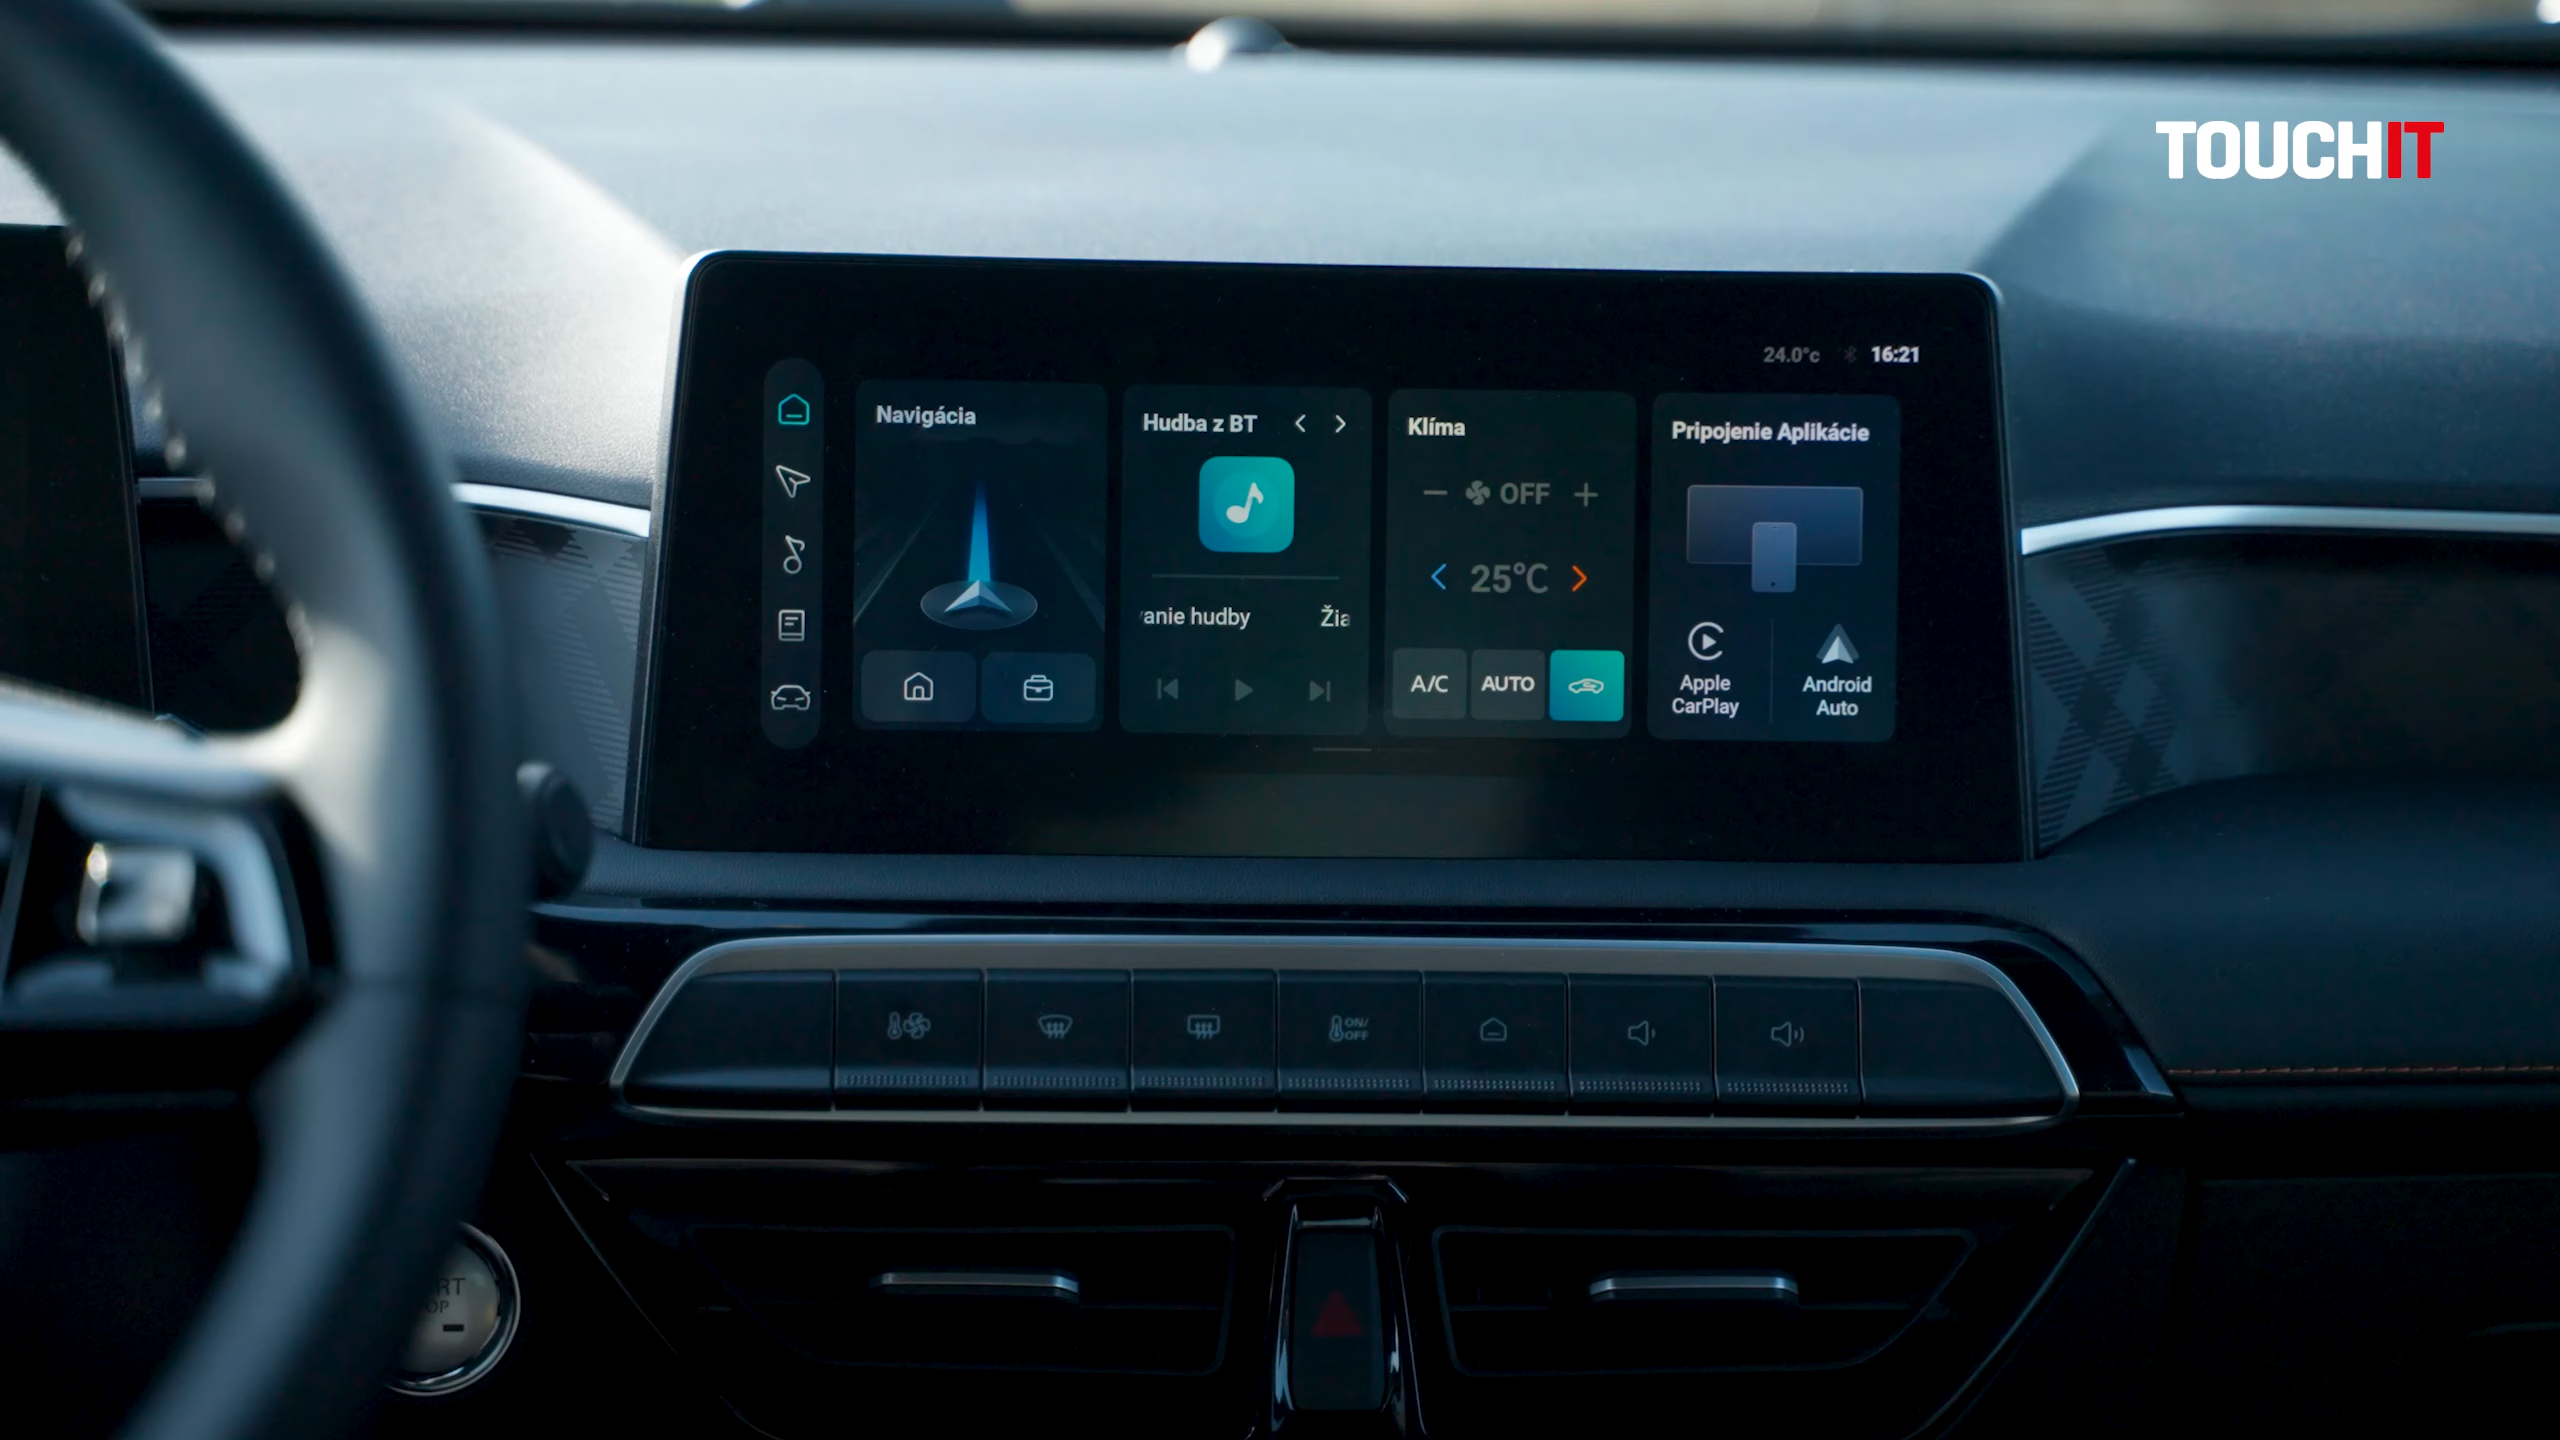 TOUCHIT
24.0°c 16:21
Navigácia
Hudba z BT
Klíma
Pripojenie Aplikácie
OFF
25°C
anie hudby Žia
A/C AUTO
Apple
CarPlay
Android
Auto
ON/
OFF